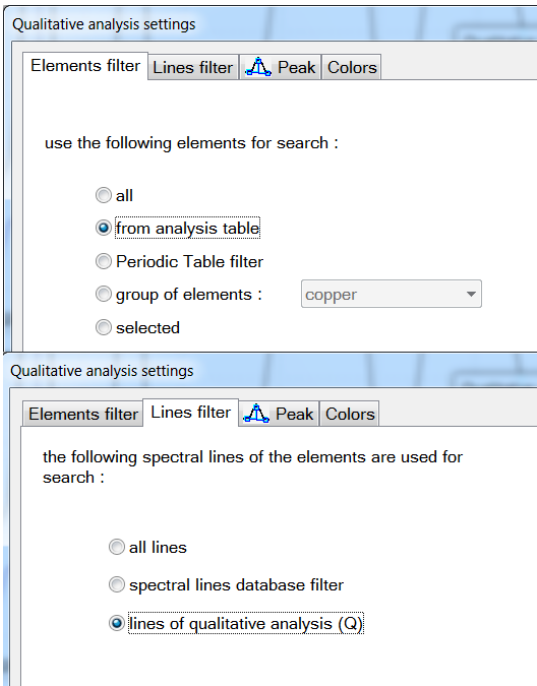 Qualitative analysis settings
Elements filter Lines filter Peak Colors
use the following elements for search :
all
from analysis table
Periodic Table filter
group of elements : copper
selected
Qualitative analysis settings
Elements filter Lines filter Peak Colors
the following spectral lines of the elements are used for
search :
all lines
spectral lines database filter
lines of qualitative analysis (Q)